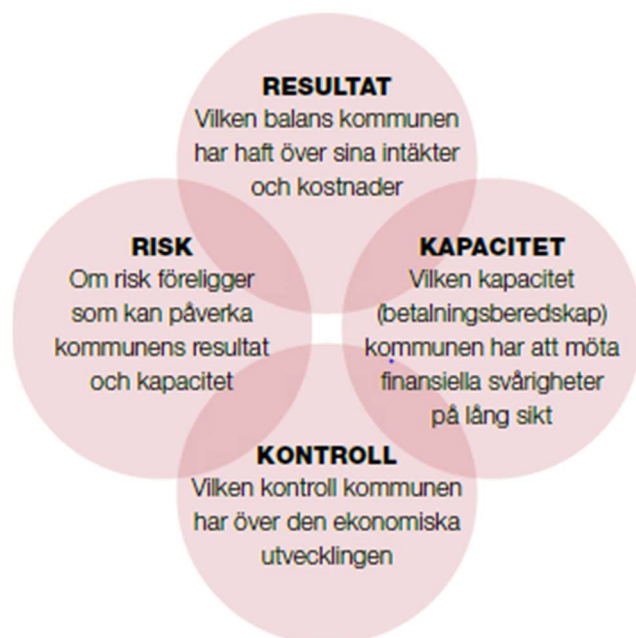 RESULTAT
Vilken balans kommunen
har haft över sina intäkter
och kostnader
RISK
Om risk föreligger
som kan påverka
kommunens resultat
och kapacitet
KAPACITET
Vilken kapacitet
(betalningsberedskap)
kommunen har att möta
finansiella svårigheter
på lång sikt
KONTROLL
Vilken kontroll kommunen
har över den ekonomiska
utvecklingen